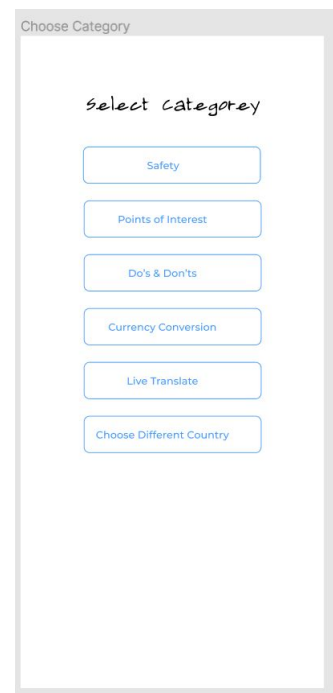 Choose Category
Select Categorey
Safety
Points of Interest
Do's & Don'ts
Currency Conversion
Live Translate
Choose Different Country